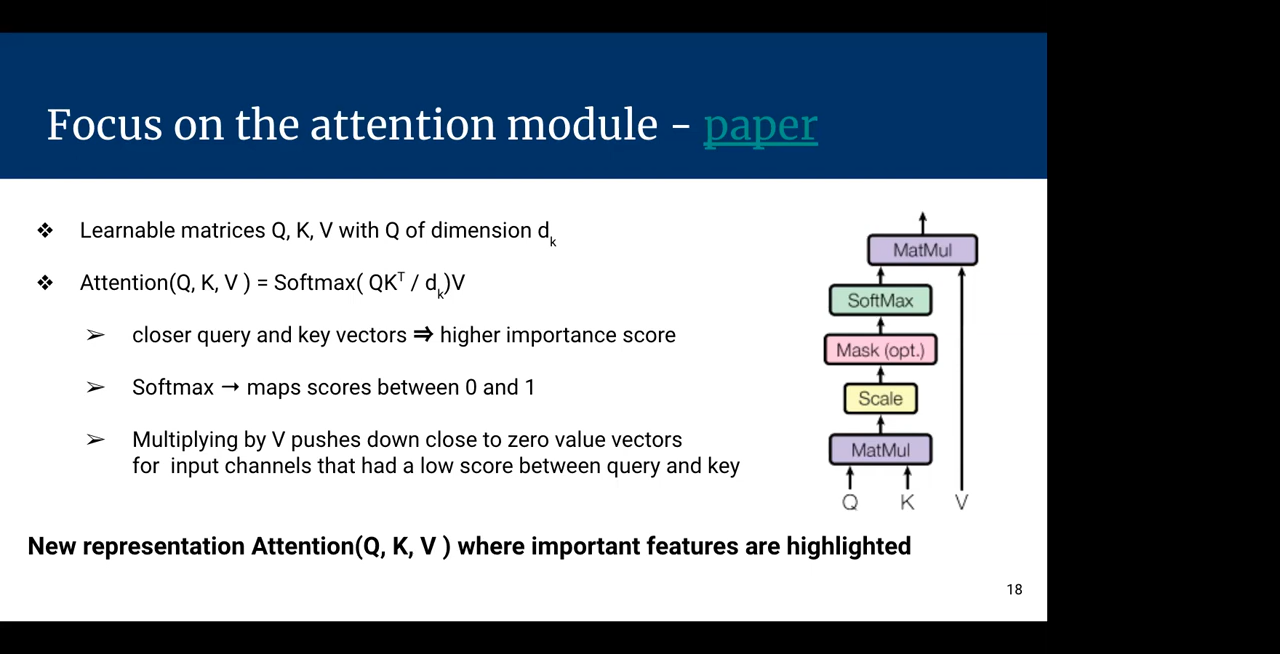 Focus on the attention module - paper
❖ Learnable matrices Q, K, V with Q of dimension dk
❖ Attention(Q, K, V ) = Softmax( QKᵀ / dk)V
➢ closer query and key vectors ⇒ higher importance score
➢ Softmax → maps scores between 0 and 1
➢ Multiplying by V pushes down close to zero value vectors
for input channels that had a low score between query and key
MatMul
SoftMax
Mask (opt.)
Scale
MatMul
Q K V
New representation Attention(Q, K, V ) where important features are highlighted
18